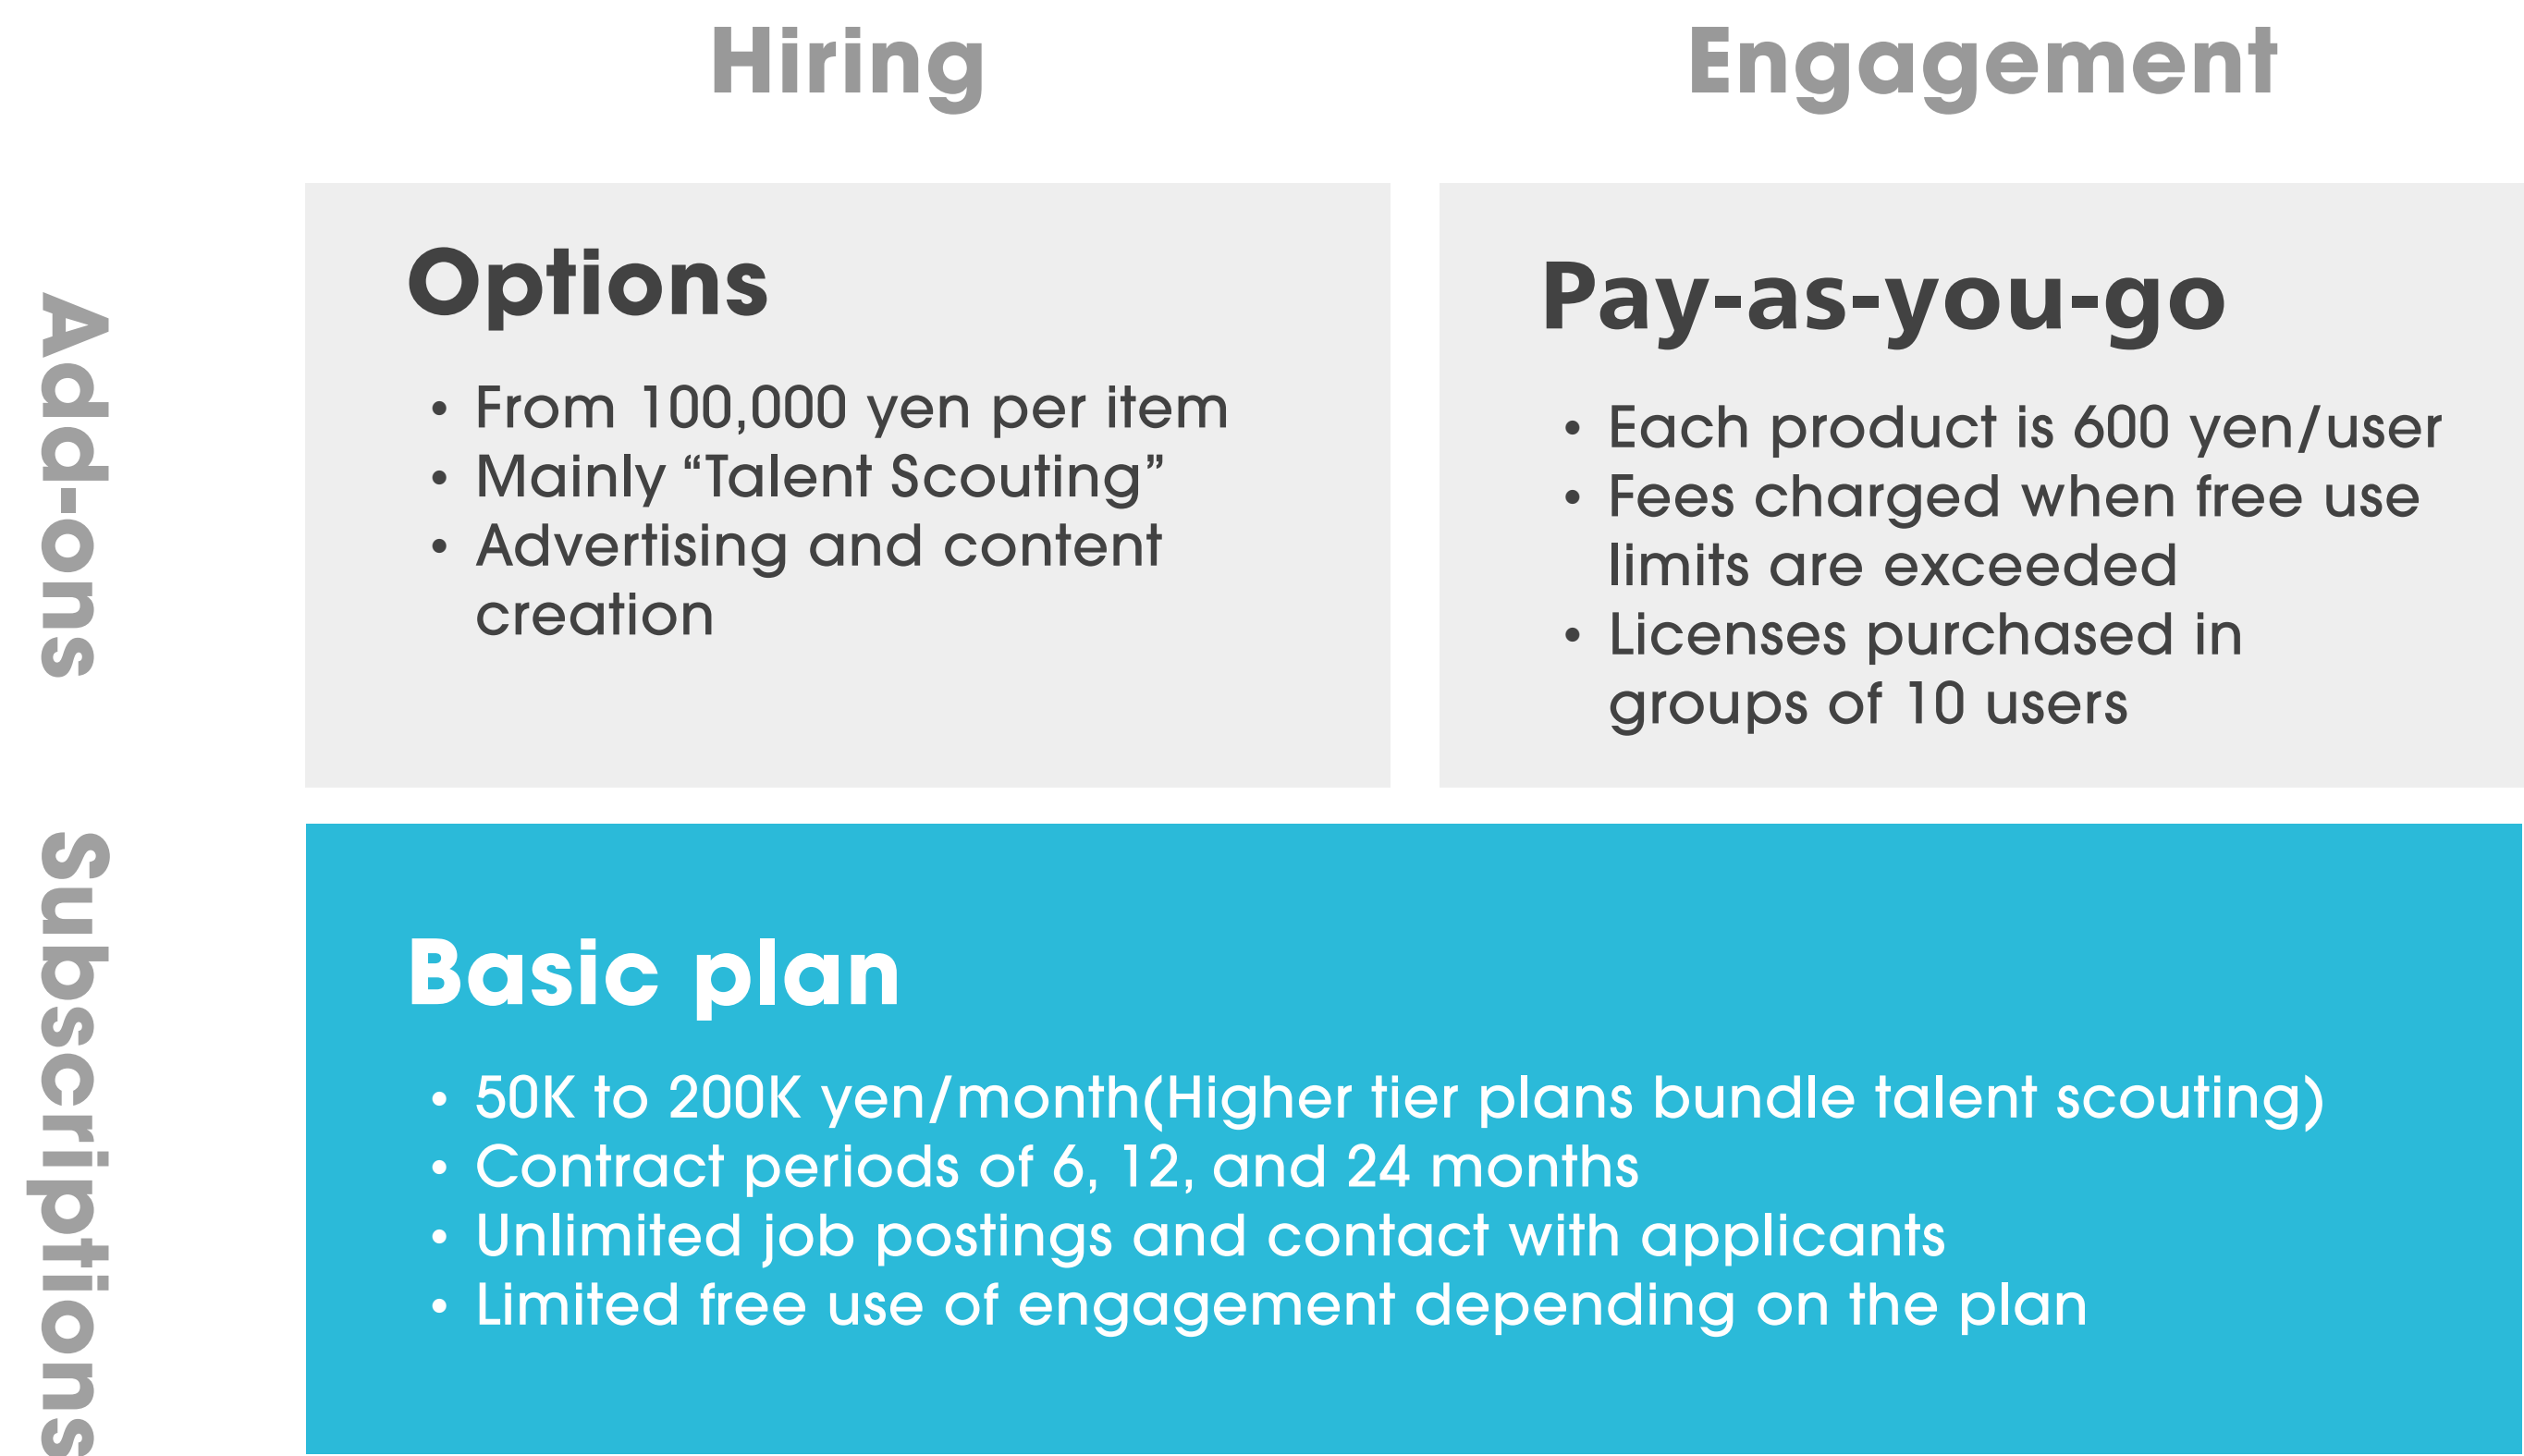 Hiring
Engagement
Add-ons
Options
• From 100,000 yen per item
• Mainly “Talent Scouting”
• Advertising and content
creation
Pay-as-you-go
• Each product is 600 yen/user
• Fees charged when free use
limits are exceeded
• Licenses purchased in
groups of 10 users
Subscriptions
Basic plan
• 50K to 200K yen/month(Higher tier plans bundle talent scouting)
• Contract periods of 6, 12, and 24 months
• Unlimited job postings and contact with applicants
• Limited free use of engagement depending on the plan